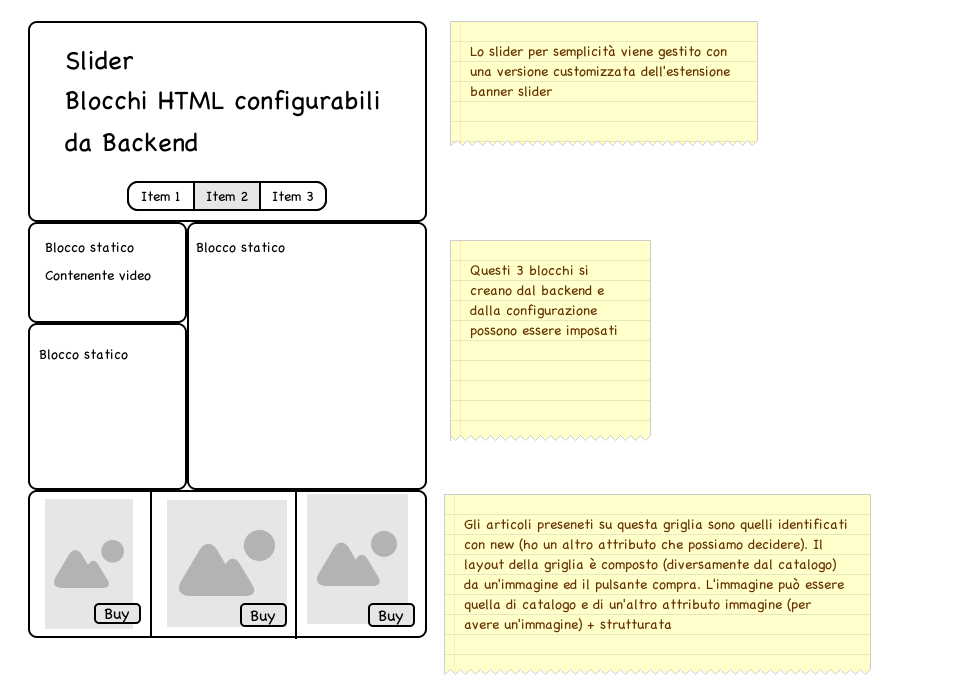 Slider
Blocchi HTML configurabili
da Backend
Item 1
Item 2
Item 3
Lo slider per semplicità viene gestito con
una versione customizzata dell'estensione
banner slider
Blocco statico
Contenente video
Blocco statico
Blocco statico
Questi 3 blocchi si
creano dal backend e
dalla configurazione
possono essere imposati
Buy
Buy
Buy
Gli articoli preseneti su questa griglia sono quelli identificati
con new (ho un altro attributo che possiamo decidere). Il
layout della griglia è composto (diversamente dal catalogo)
da un'immagine ed il pulsante compra. L'immagine può essere
quella di catalogo e di un'altro attributo immagine (per
avere un'immagine) + strutturata